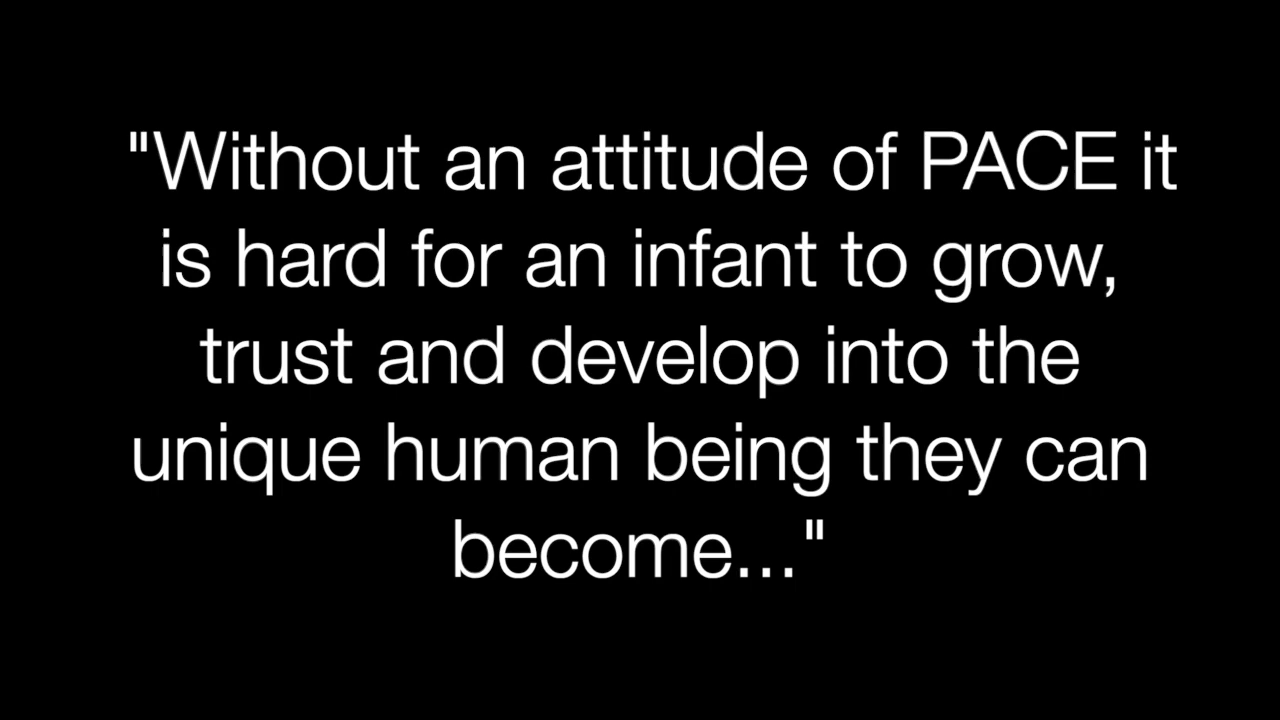 "Without an attitude of PACE it
is hard for an infant to grow,
trust and develop into the
unique human being they can
become..."